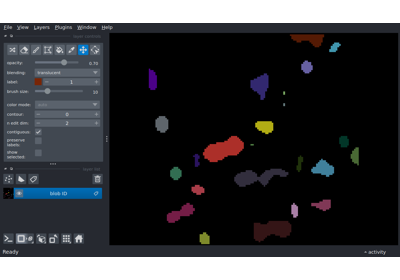 File View Layers Plugins Window Help
opacity: 0.70
blending: translucent
label: 1
brush size: 10
color mode:
contour: 0
n edit dim: 2
contiguous:
preserve
labels:
show
selected:
blob ID
Ready
activity